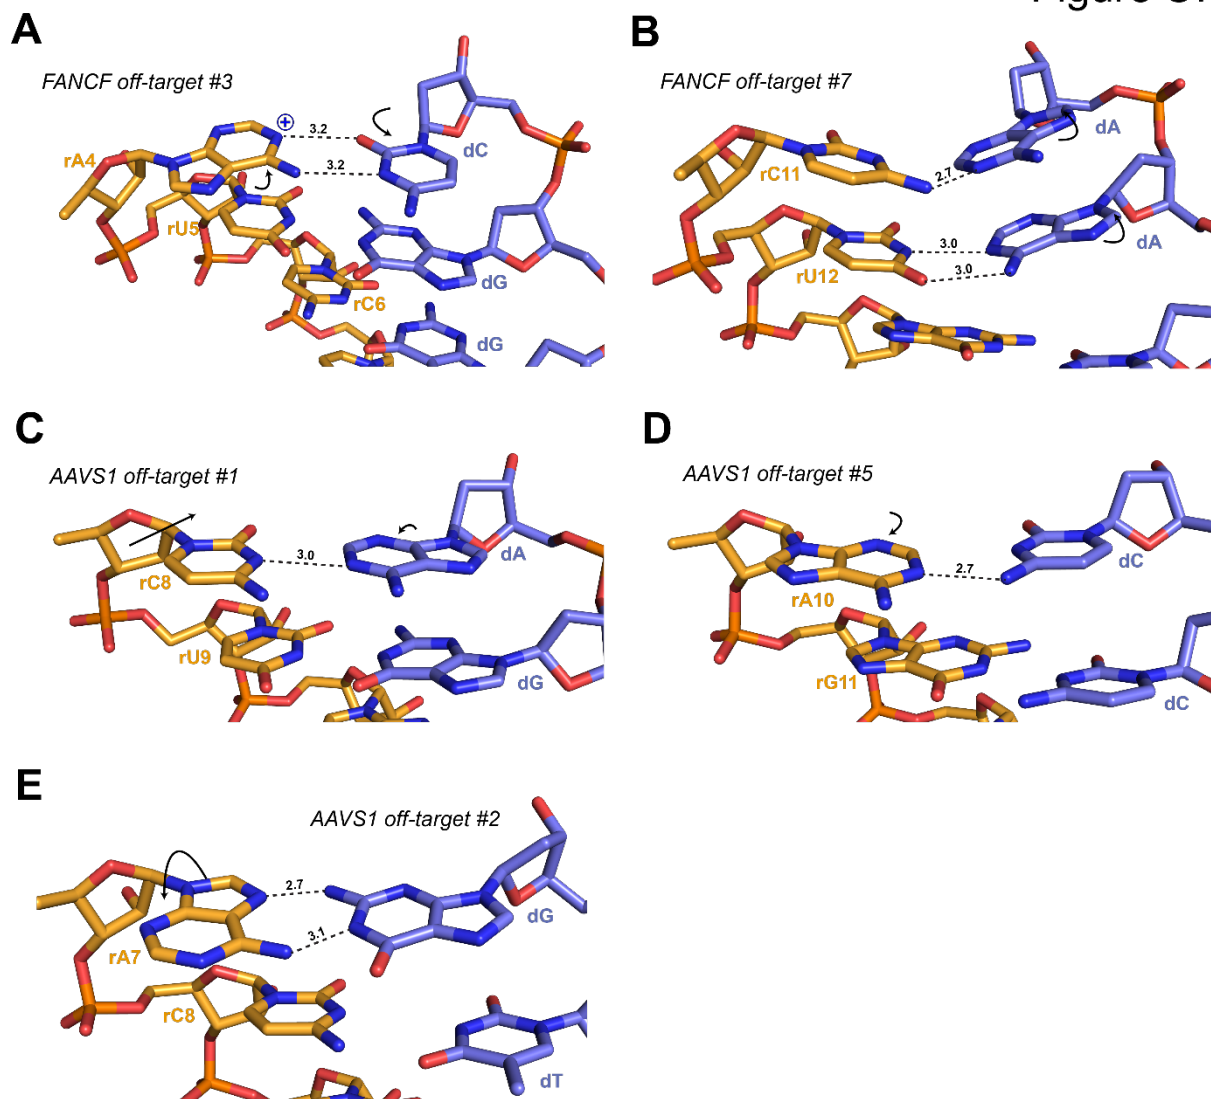 A
FANCF off-target #3
3.2
3.2
dC
rA4
rU5
dG
rC6
dG
B
FANCF off-target #7
dA
rC11
2.7
3.0
dA
rU12
3.0
C
AAVS1 off-target #1
3.0
dA
rC8
rU9
dG
D
AAVS1 off-target #5
2.7
dC
rA10
rG11
dC
E
AAVS1 off-target #2
2.7
dG
3.1
rA7
rC8
dT